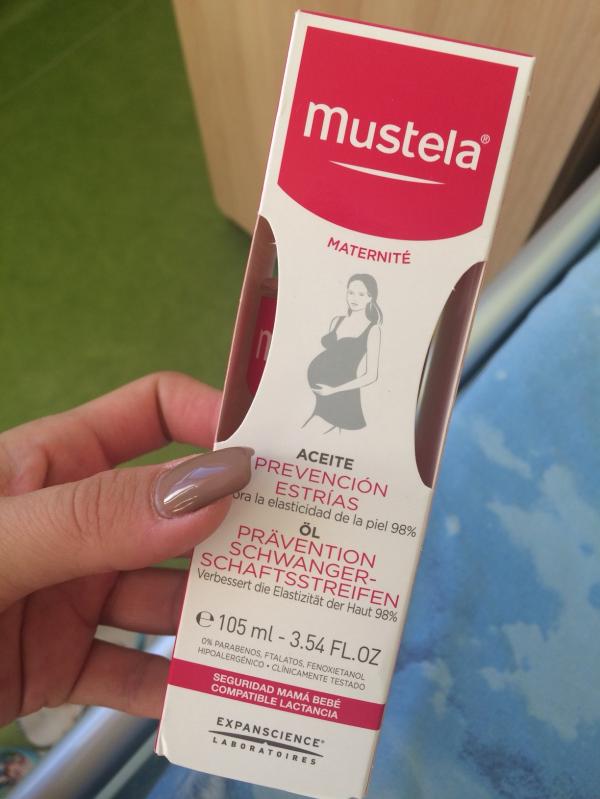 mustela®
MATERNITÉ
ACEITE
PREVENCIÓN
ESTRÍAS
ora la elasticidad de la piel 98%
ÖL
PRÄVENTION
SCHWANGER-
SCHAFTSSTREIFEN
Verbessert die Elastizität der Haut 98%
℮ 105 ml - 3.54 FL.OZ
0% PARABENOS, FTALATOS, FENOXIETANOL
HIPOALERGÉNICO • CLÍNICAMENTE TESTADO
SEGURIDAD MAMÁ BEBÉ
COMPATIBLE LACTANCIA
EXPANSCIENCE®
LABORATOIRES